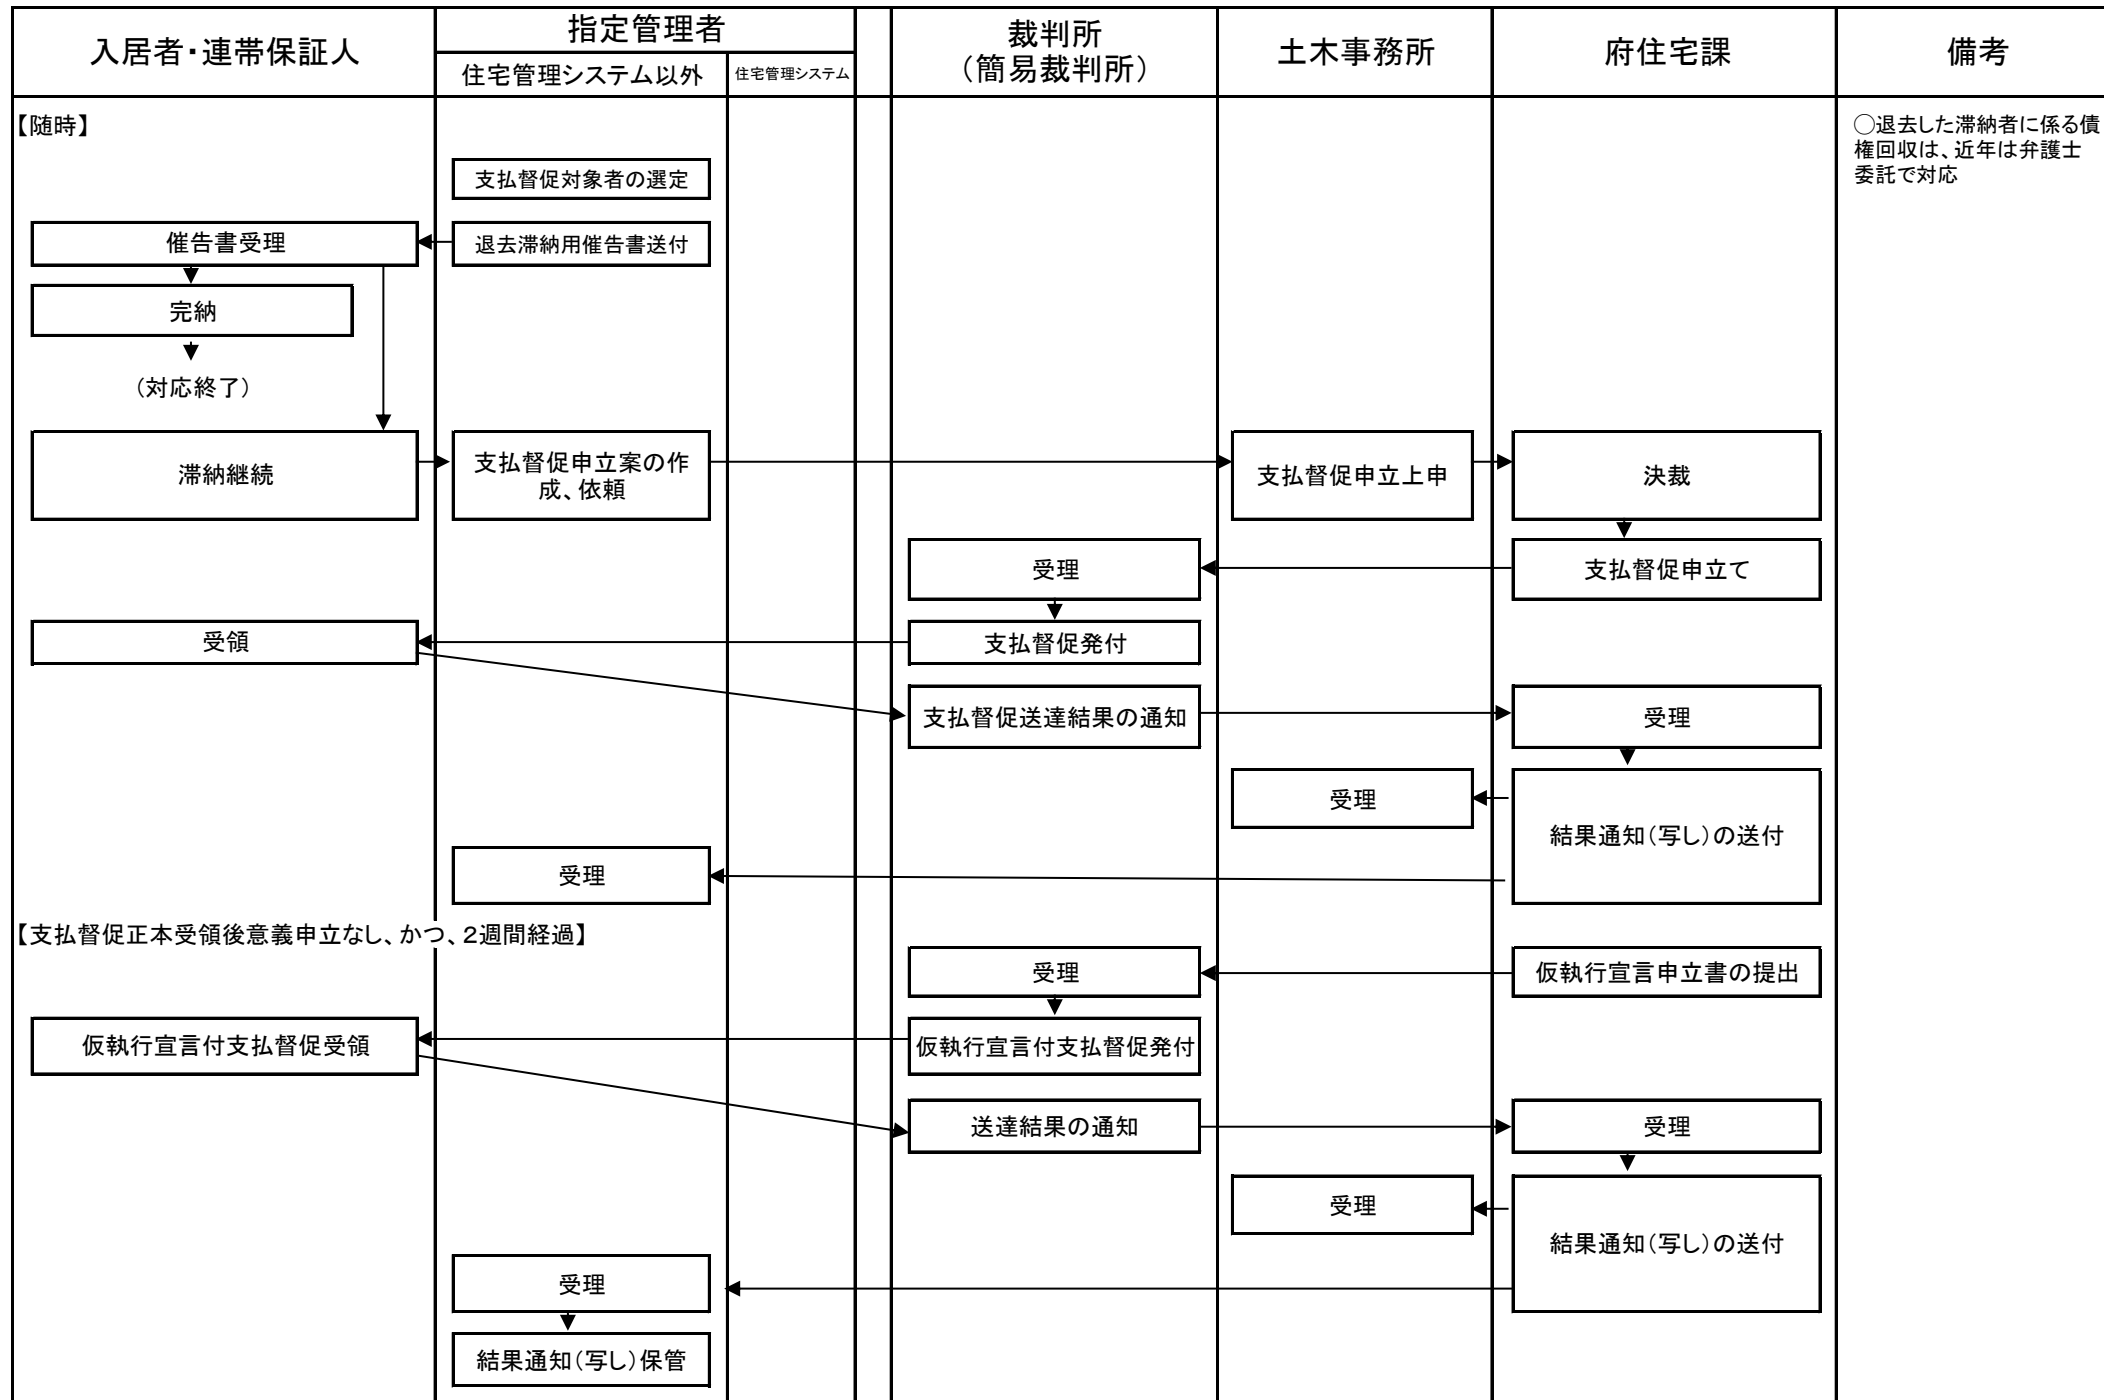 入居者・連帯保証人
指定管理者
住宅管理システム以外
住宅管理システム
裁判所
（簡易裁判所）
土木事務所
府住宅課
備考
【随時】
○退去した滞納者に係る債
権回収は、近年は弁護士
委託で対応
支払督促対象者の選定
催告書受理
退去滞納用催告書送付
完納
（対応終了）
滞納継続
支払督促申立案の作
成、依頼
支払督促申立上申
決裁
受理
支払督促申立て
受領
支払督促発付
支払督促送達結果の通知
受理
受理
結果通知（写し）の送付
受理
【支払督促正本受領後意義申立なし、かつ、２週間経過】
受理
仮執行宣言申立書の提出
仮執行宣言付支払督促受領
仮執行宣言付支払督促発付
送達結果の通知
受理
受理
結果通知（写し）の送付
受理
結果通知（写し）保管